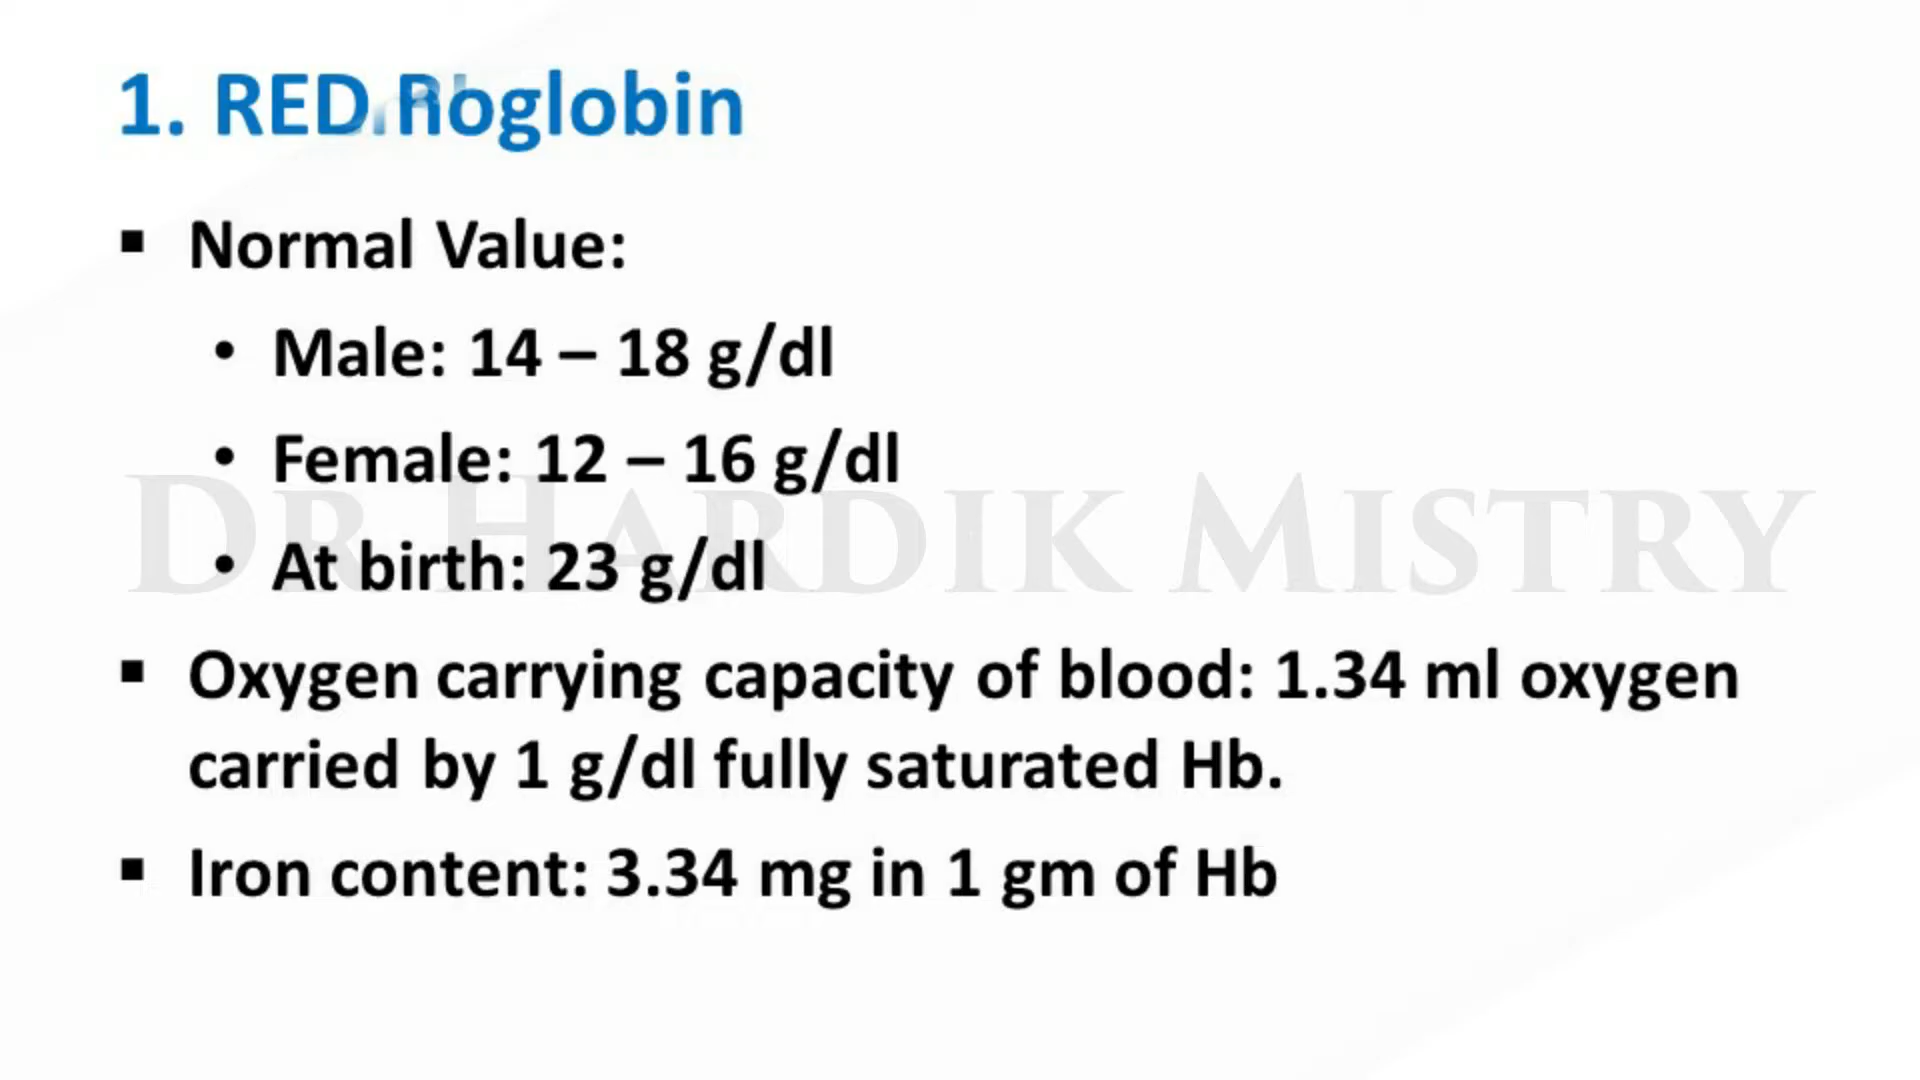 1. RED
▪ Normal Value:
• Male: 14 – 18 g/dl
• Female: 12 – 16 g/dl
DR HARDIK MISTRY
• At birth: 23 g/dl
▪ Oxygen carrying capacity of blood: 1.34 ml oxygen
carried by 1 g/dl fully saturated Hb.
▪ Iron content: 3.34 mg in 1 gm of Hb